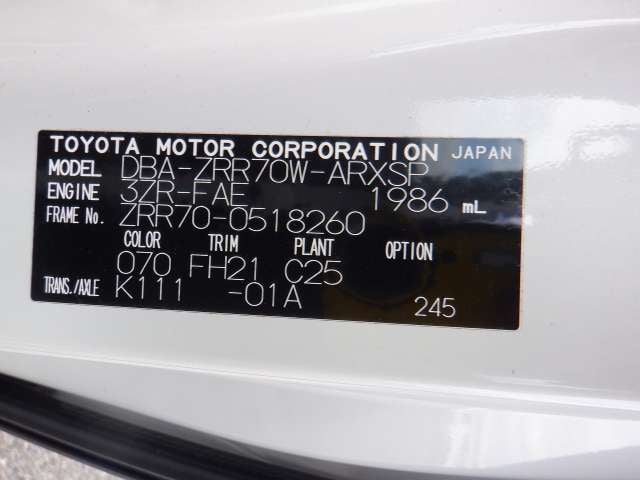 TOYOTA MOTOR CORPORATION JAPAN
MODEL DBA-ZRR70W-ARXSP
ENGINE 3ZR-FAE 1986 mL
FRAME No. ZRR70-0518260
COLOR TRIM PLANT OPTION
070 FH21 C25
TRANS./AXLE K111 -01A
245